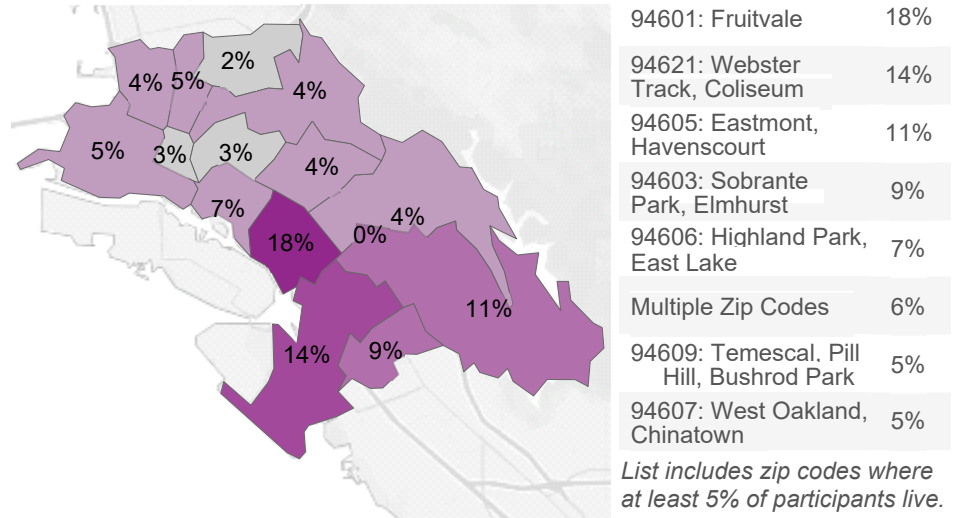 2%
4%
5%
4%
5%
3%
3%
4%
7%
4%
0%
18%
11%
14%
9%
94601: Fruitvale 18%
94621: Webster
Track, Coliseum 14%
94605: Eastmont,
Havenscourt 11%
94603: Sobrante
Park, Elmhurst 9%
94606: Highland Park,
East Lake 7%
Multiple Zip Codes 6%
94609: Temescal, Pill
Hill, Bushrod Park 5%
94607: West Oakland,
Chinatown 5%
List includes zip codes where
at least 5% of participants live.